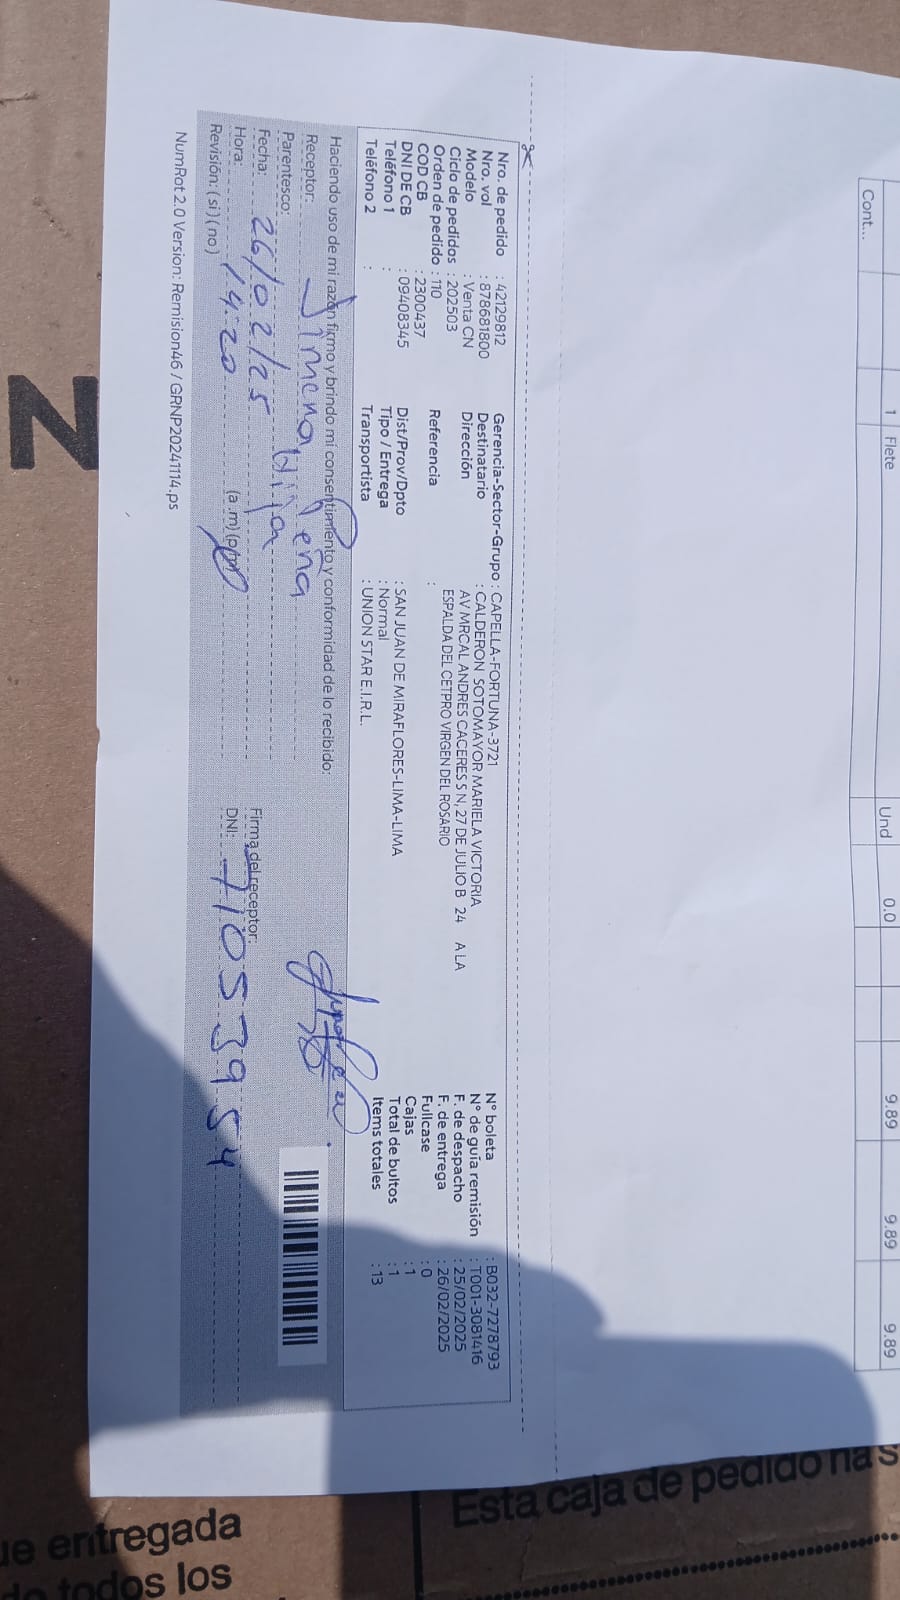 1 Flete Und 0.0 9.89 9.89 9.89
Cont...
Nro. de pedido : 42129812
Nro. vol : 878681800
Modelo : Venta CN
Ciclo de pedidos : 202503
Orden de pedido : 110
COD CB : 2300437
DNI DE CB : 09408345
Teléfono 1 :
Teléfono 2 :
Gerencia-Sector-Grupo : CAPELLA-FORTUNA-3721
Destinatario : CALDERON SOTOMAYOR MARIELA VICTORIA
Dirección AV MRCAL ANDRES CACERES S N, 27 DE JULIO B 24 A LA
ESPALDA DEL CETPRO VIRGEN DEL ROSARIO
Referencia :
Dist/Prov/Dpto : SAN JUAN DE MIRAFLORES-LIMA-LIMA
Tipo / Entrega : Normal
Transportista : UNION STAR E.I.R.L.
N° boleta : B032-7278793
N° de guía remisión : T001-3081416
F. de despacho : 25/02/2025
F. de entrega : 26/02/2025
Fullcase : 0
Cajas : 1
Total de bultos : 1
Items totales : 13
Haciendo uso de mi razón firmo y brindo mi consentimiento y conformidad de lo recibido:
Receptor: Jimena Peña
Parentesco: Hija
Fecha: 26/02/25
Hora: 14:20 (a.m) (p.m)
Revisión: (si) (no)
Firma del receptor:
DNI: 71053954
NumRot 2.0 Version: Remision46 / GRNP20241114.ps
N
Esta caja de pedido ha s
ue entregada
todos los